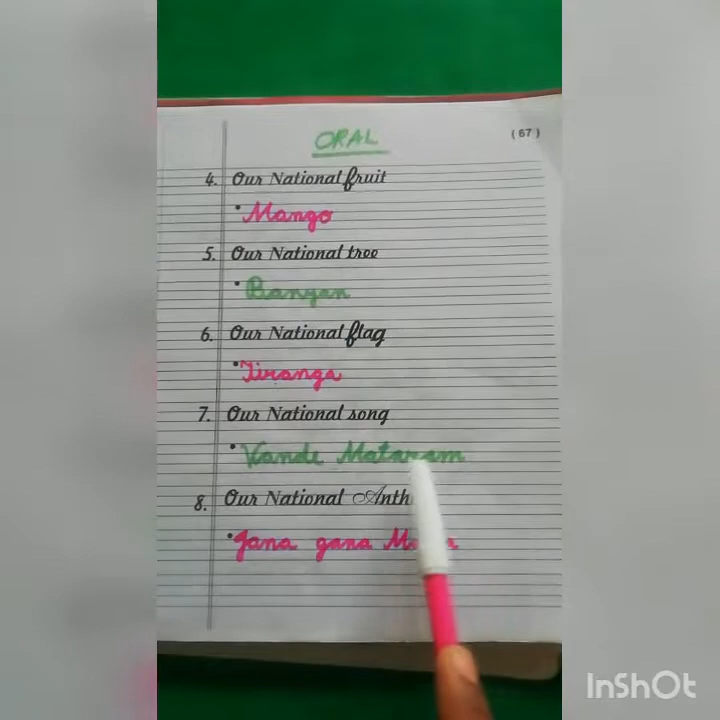 ORAL
(67)
4. Our National fruit
• Mango
5. Our National tree
• Banyan
6. Our National flag
• Tiranga
7. Our National song
• Vande Mataram
8. Our National
• Jana gana
InShOt